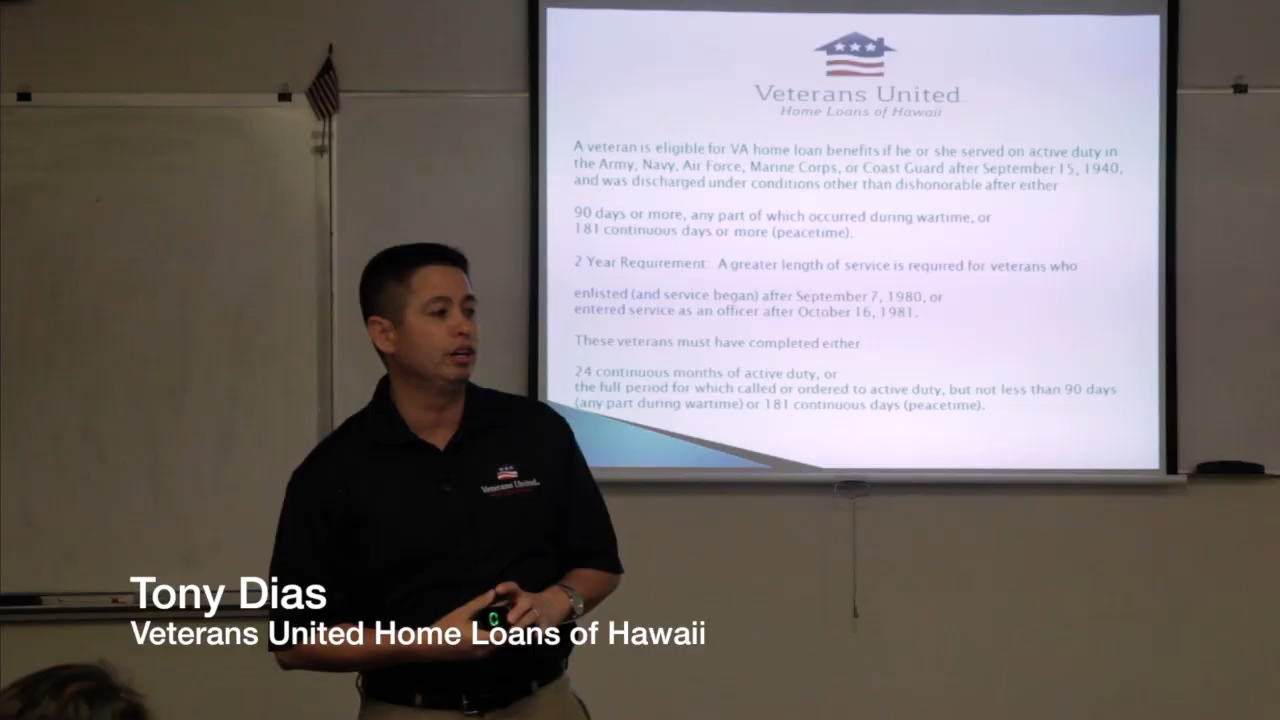 Veterans United
Home Loans of Hawaii
A veteran is eligible for VA home loan benefits if he or she served on active duty in
the Army, Navy, Air Force, Marine Corps, or Coast Guard after September 15, 1940,
and was discharged under conditions other than dishonorable after either
90 days or more, any part of which occurred during wartime, or
181 continuous days or more (peacetime).
2 Year Requirement: A greater length of service is required for veterans who
enlisted (and service began) after September 7, 1980, or
entered service as an officer after October 16, 1981.
These veterans must have completed either
24 continuous months of active duty, or
the full period for which called or ordered to active duty, but not less than 90 days
(any part during wartime) or 181 continuous days (peacetime).
Veterans United
Tony Dias
Veterans United Home Loans of Hawaii